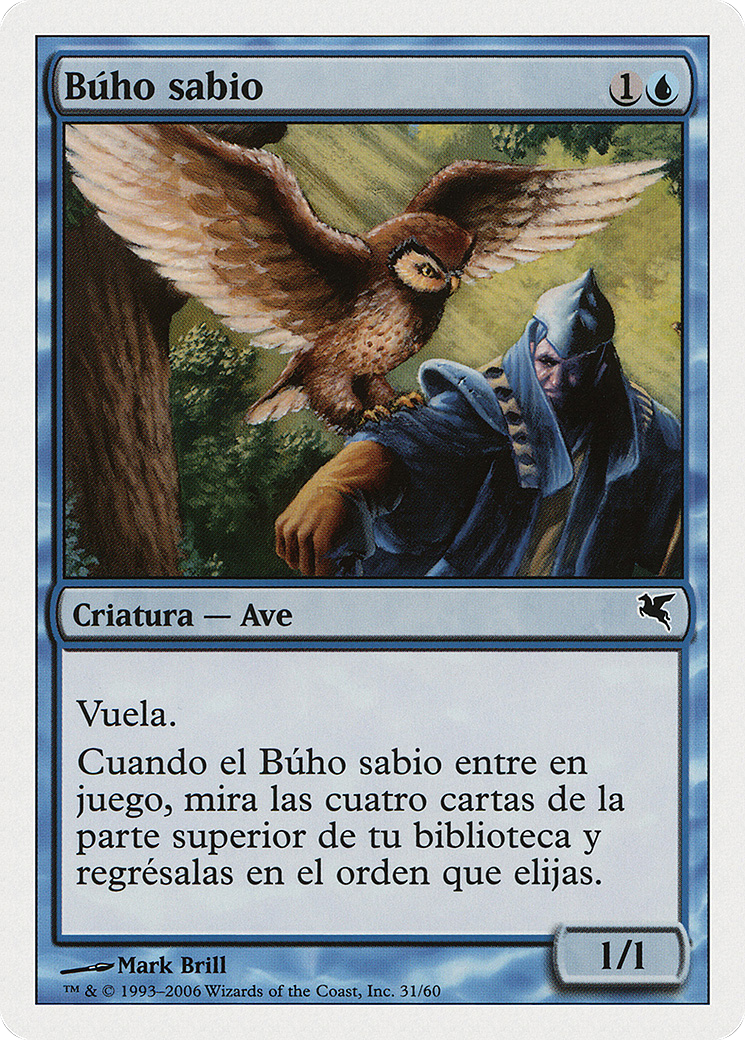 Búho sabio
1
Criatura — Ave
Vuela.
Cuando el Búho sabio entre en
juego, mira las cuatro cartas de la
parte superior de tu biblioteca y
regrésalas en el orden que elijas.
1/1
Mark Brill
™ & © 1993–2006 Wizards of the Coast, Inc. 31/60